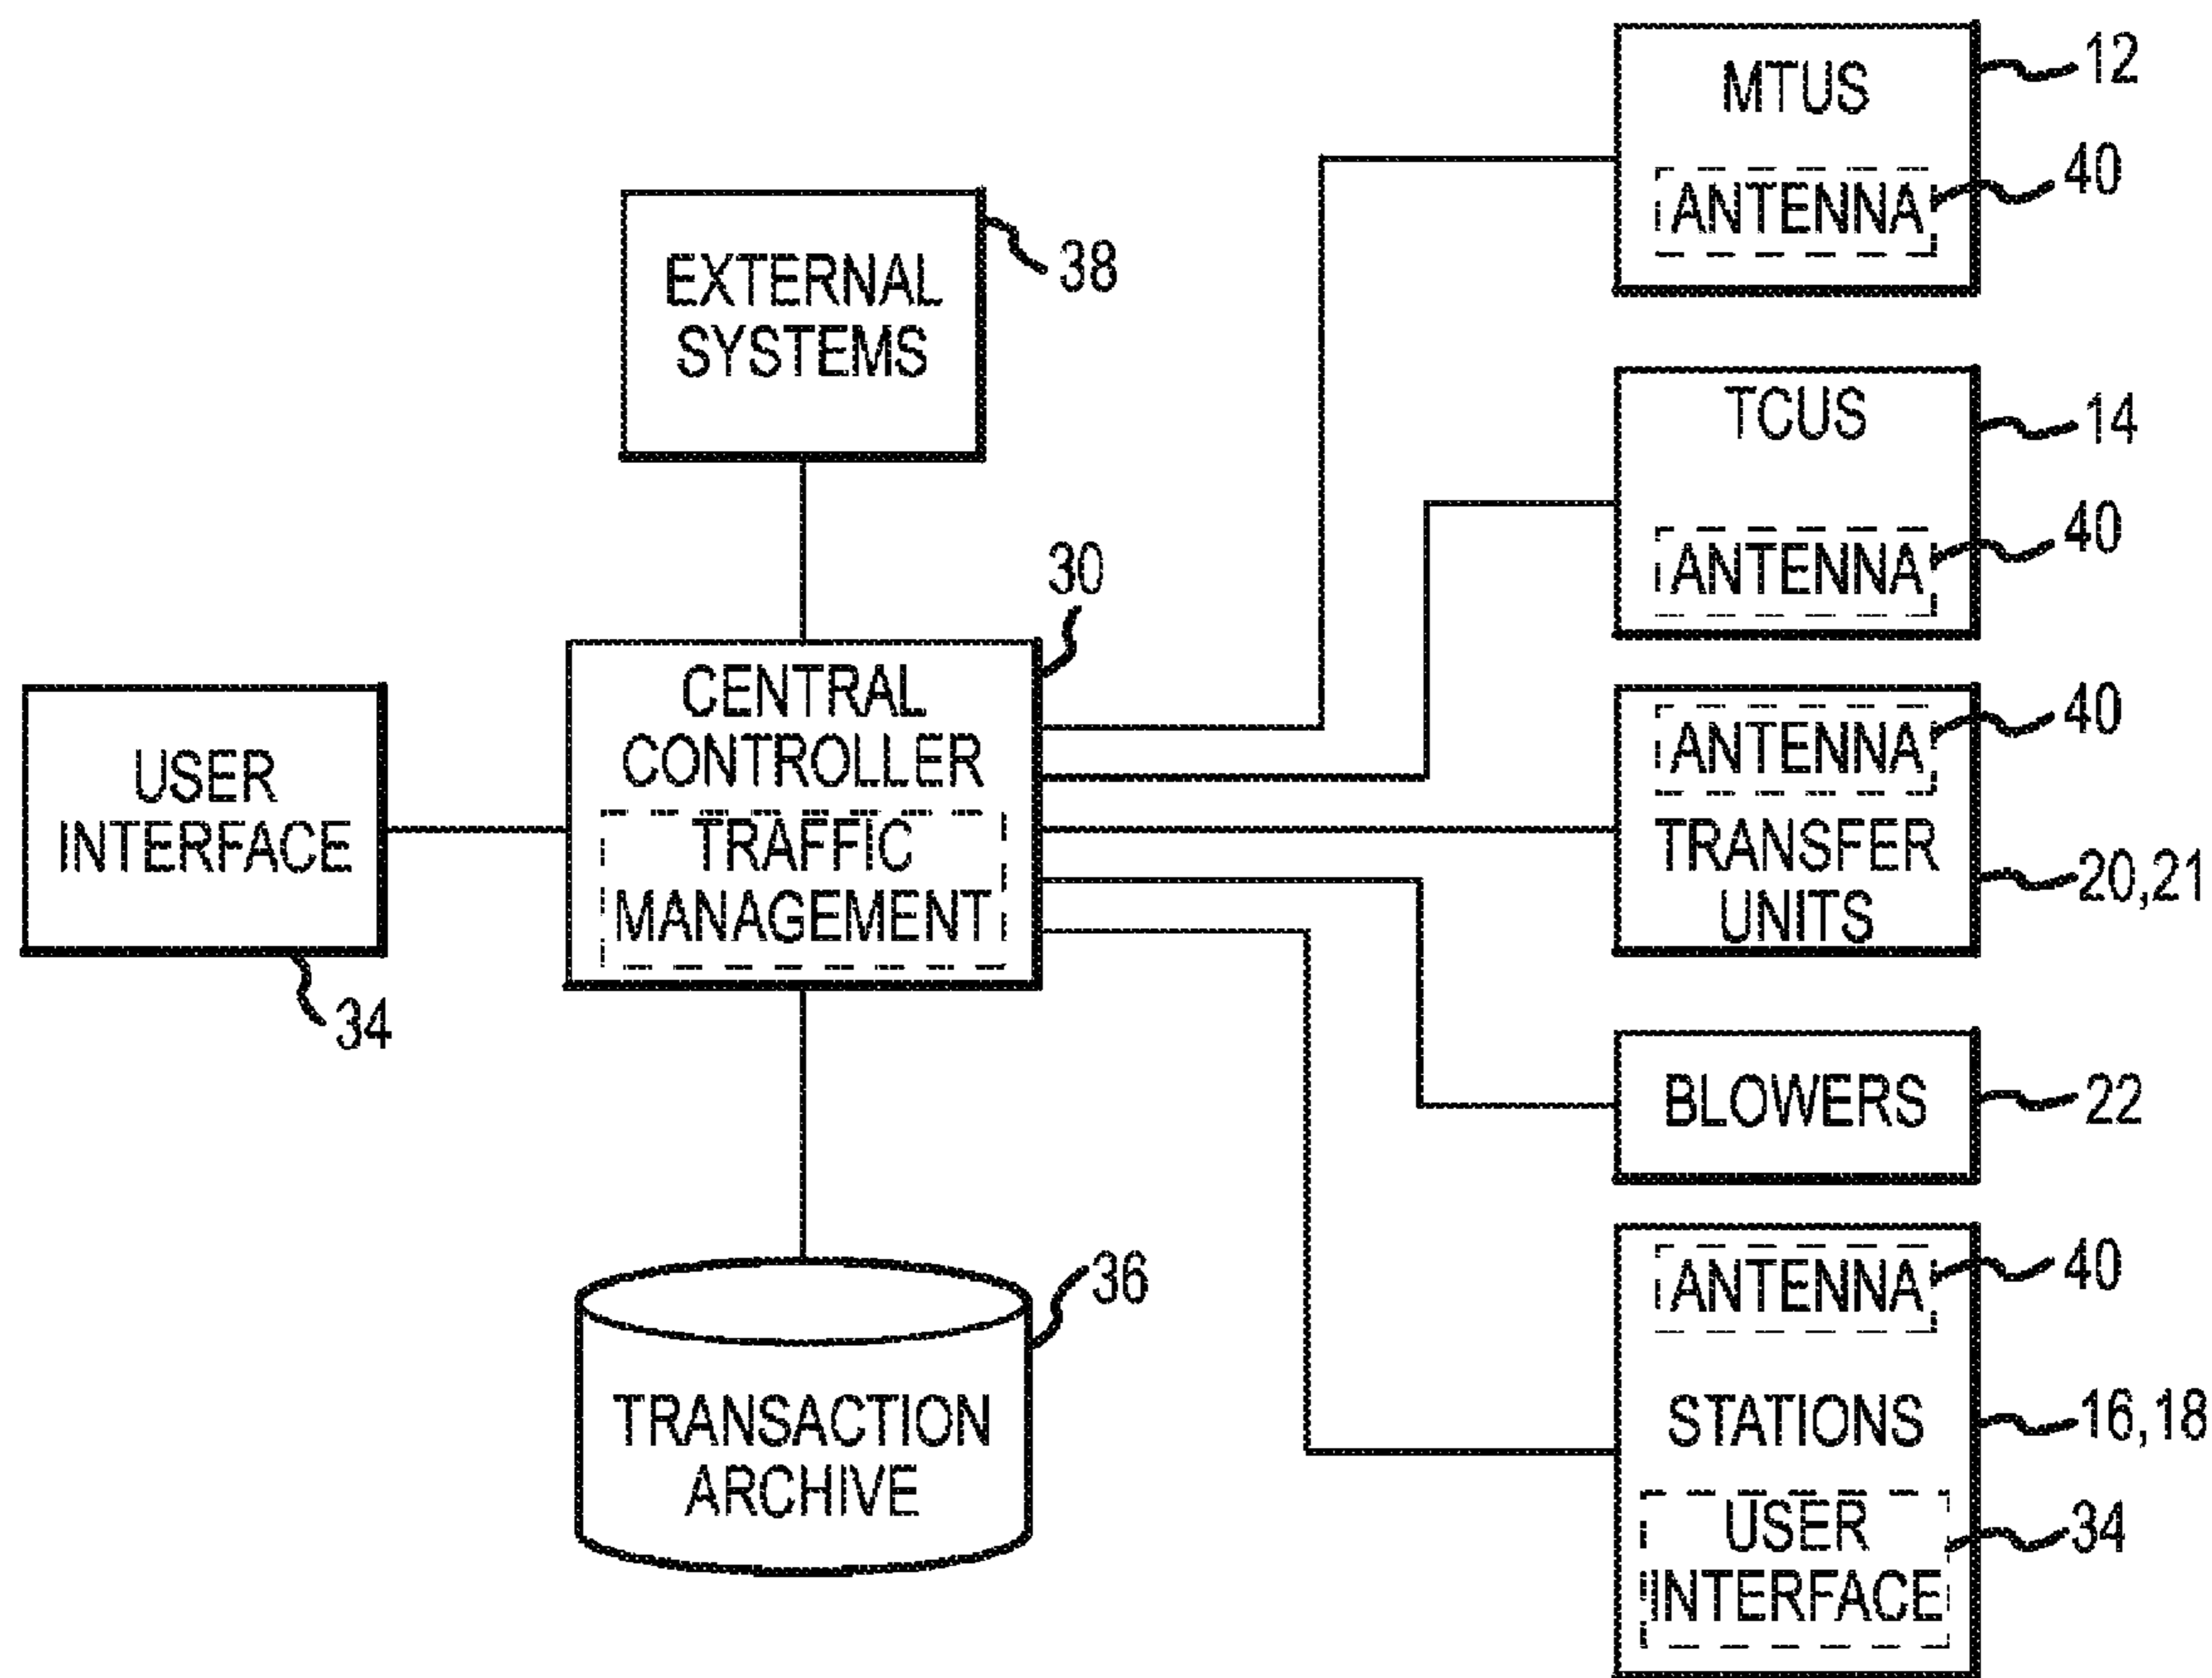 MTUS
12
ANTENNA
40
EXTERNAL
SYSTEMS
38
TCUS
14
ANTENNA
40
30
CENTRAL
CONTROLLER
TRAFFIC
MANAGEMENT
USER
INTERFACE
34
ANTENNA
40
TRANSFER
UNITS
20,21
BLOWERS
22
TRANSACTION
ARCHIVE
36
ANTENNA
40
STATIONS
16,18
USER
INTERFACE
34